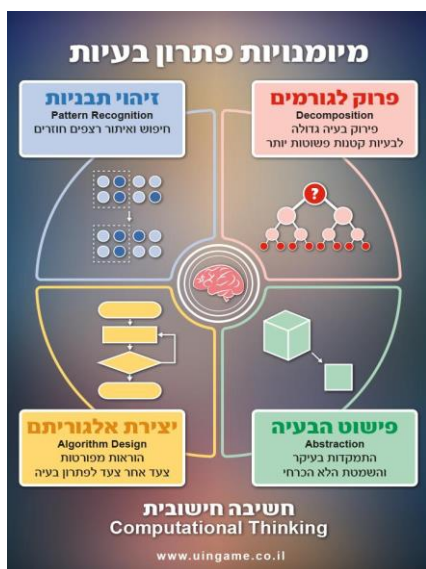 מיומנויות פתרון בעיות
פרוק לגורמים
Decomposition
פירוק בעיה גדולה
לבעיות קטנות פשוטות יותר
?
זיהוי תבניות
Pattern Recognition
חיפוש ואיתור רצפים חוזרים
פישוט הבעיה
Abstraction
התמקדות בעיקר
והשמטת הלא הכרחי
יצירת אלגוריתם
Algorithm Design
הוראות מפורטות
צעד אחר צעד לפתרון בעיה
חשיבה חישובית
Computational Thinking
www.uingame.co.il